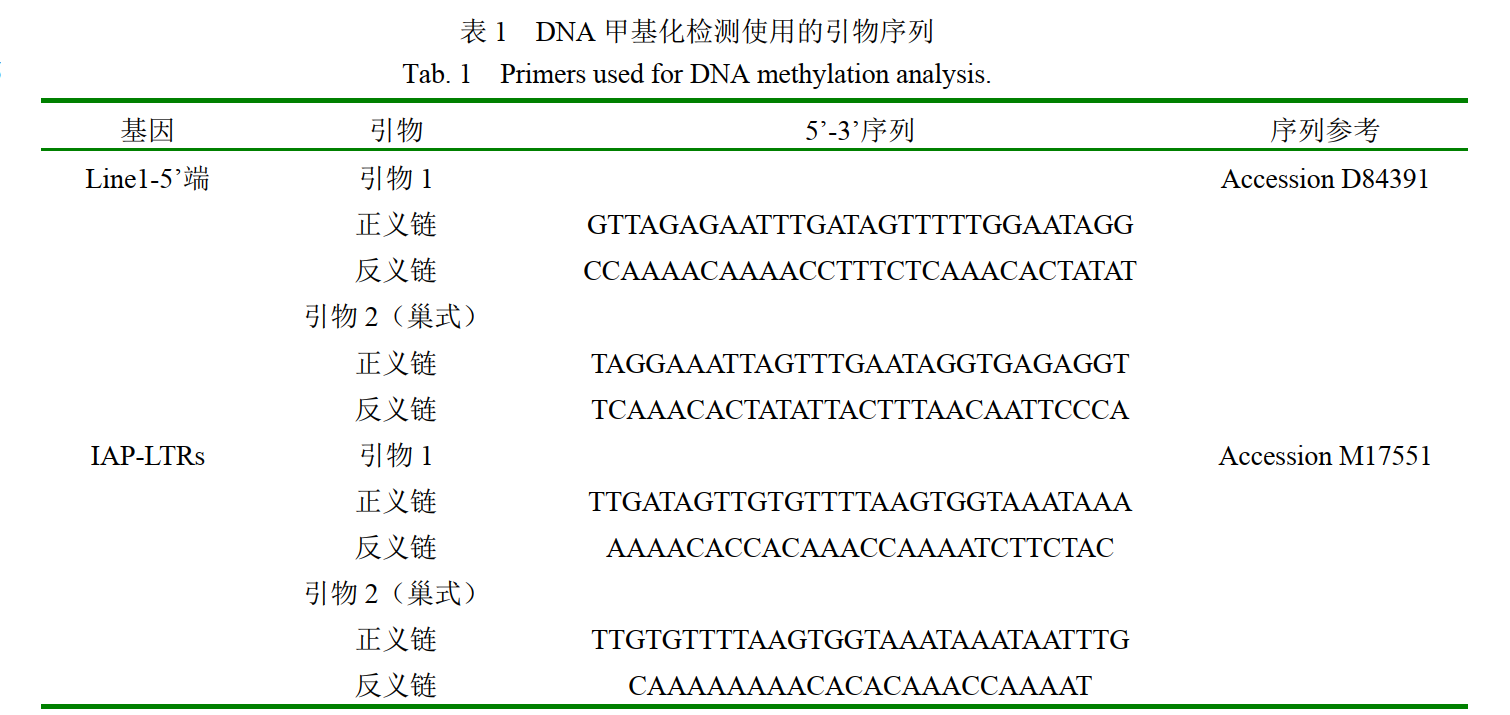 表 1 DNA 甲基化检测使用的引物序列
Tab. 1 Primers used for DNA methylation analysis.
基因 引物 5’-3’序列 序列参考
Line1-5’端 引物 1 Accession D84391
正义链 GTTAGAGAATTTGATAGTTTTTGGAATAGG
反义链 CCAAAACAAAACCTTTCTCAAACACTATAT
引物 2（巢式）
正义链 TAGGAAATTAGTTTGAATAGGTGAGAGGT
反义链 TCAAACACTATATTACTTTAACAATTCCCA
IAP-LTRs 引物 1 Accession M17551
正义链 TTGATAGTTGTGTTTTAAGTGGTAAATAAA
反义链 AAAACACCACAAACCAAAATCTTCTAC
引物 2（巢式）
正义链 TTGTGTTTTAAGTGGTAAATAAATAATTTG
反义链 CAAAAAAAACACACAAACCAAAAT